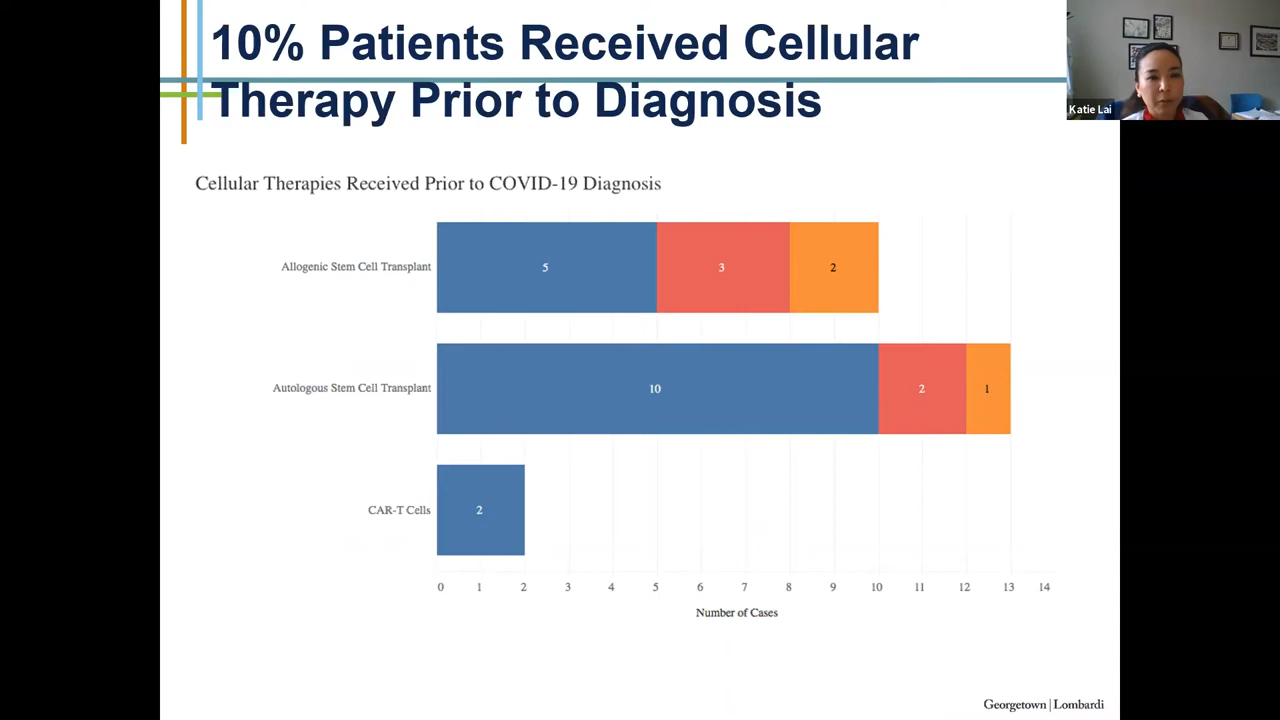 10% Patients Received Cellular
Therapy Prior to Diagnosis
Katie Lai
Cellular Therapies Received Prior to COVID-19 Diagnosis
Allogenic Stem Cell Transplant
5
3
2
Autologous Stem Cell Transplant
10
2
1
CAR-T Cells
2
0 1 2 3 4 5 6 7 8 9 10 11 12 13 14
Number of Cases
Georgetown | Lombardi